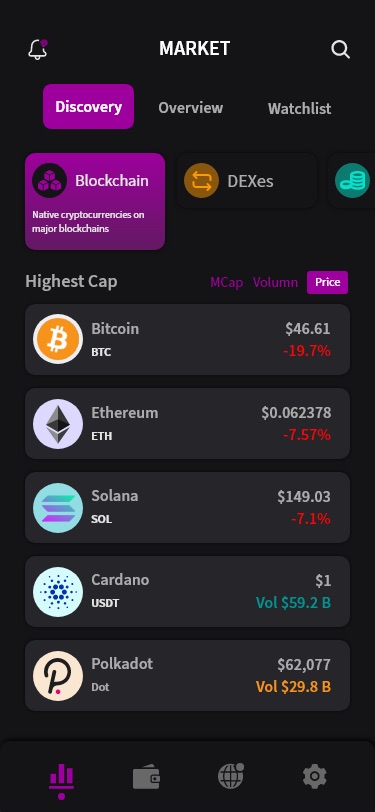 MARKET
Discovery Overview Watchlist
Blockchain
Native cryptocurrencies on
major blockchains
DEXes
Highest Cap MCap Volumn Price
Bitcoin $46.61
BTC -19.7%
Ethereum $0.062378
ETH -7.57%
Solana $149.03
SOL -7.1%
Cardano $1
USDT Vol $59.2 B
Polkadot $62,077
Dot Vol $29.8 B